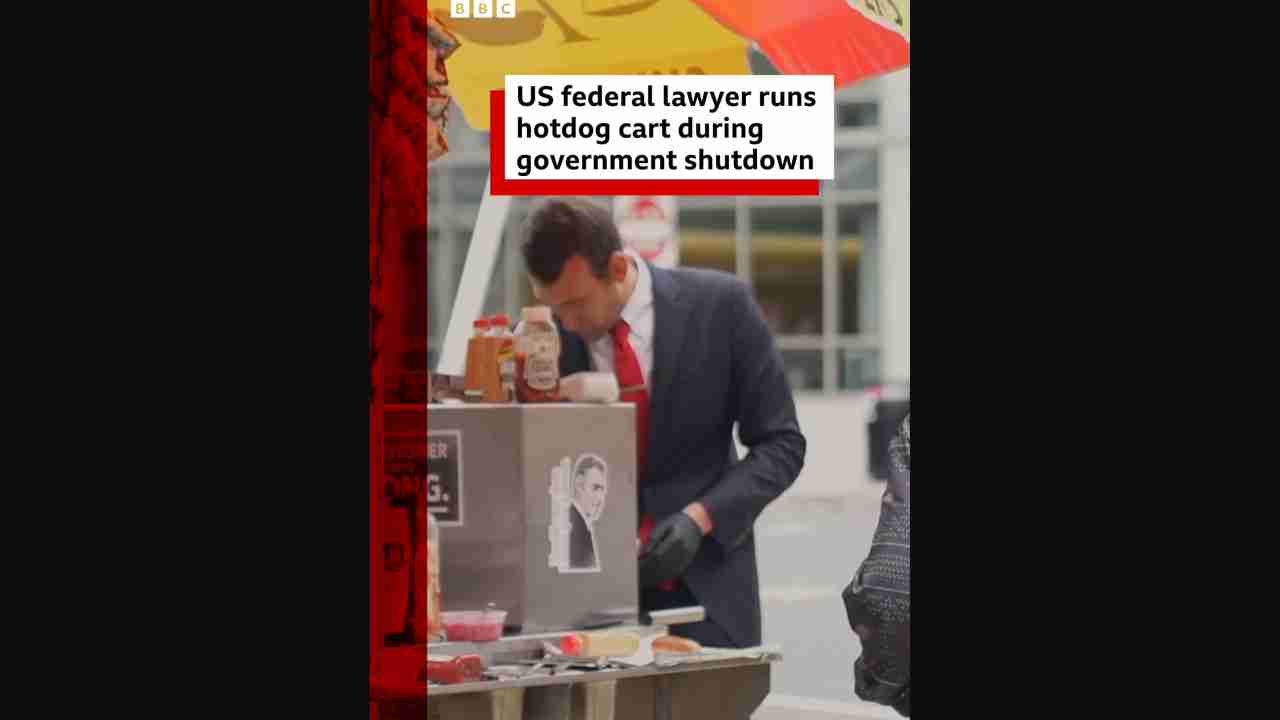 BBC
US federal lawyer runs
hotdog cart during
government shutdown
G.